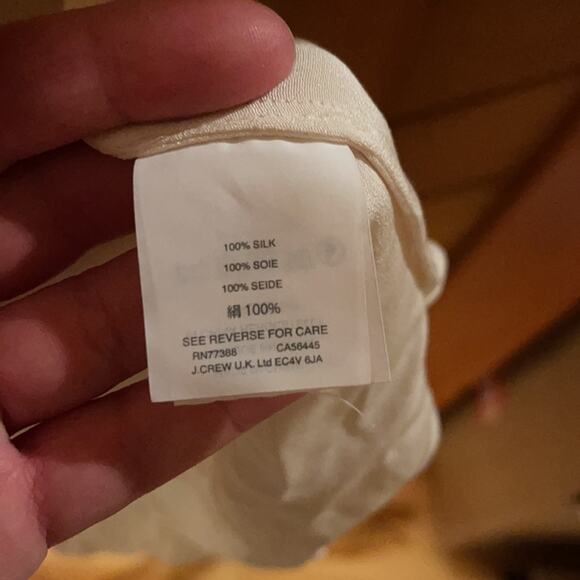 100% SILK
100% SOIE
100% SEIDE
絹 100%
SEE REVERSE FOR CARE
RN77388 CA56445
J.CREW U.K. Ltd EC4V 6JA